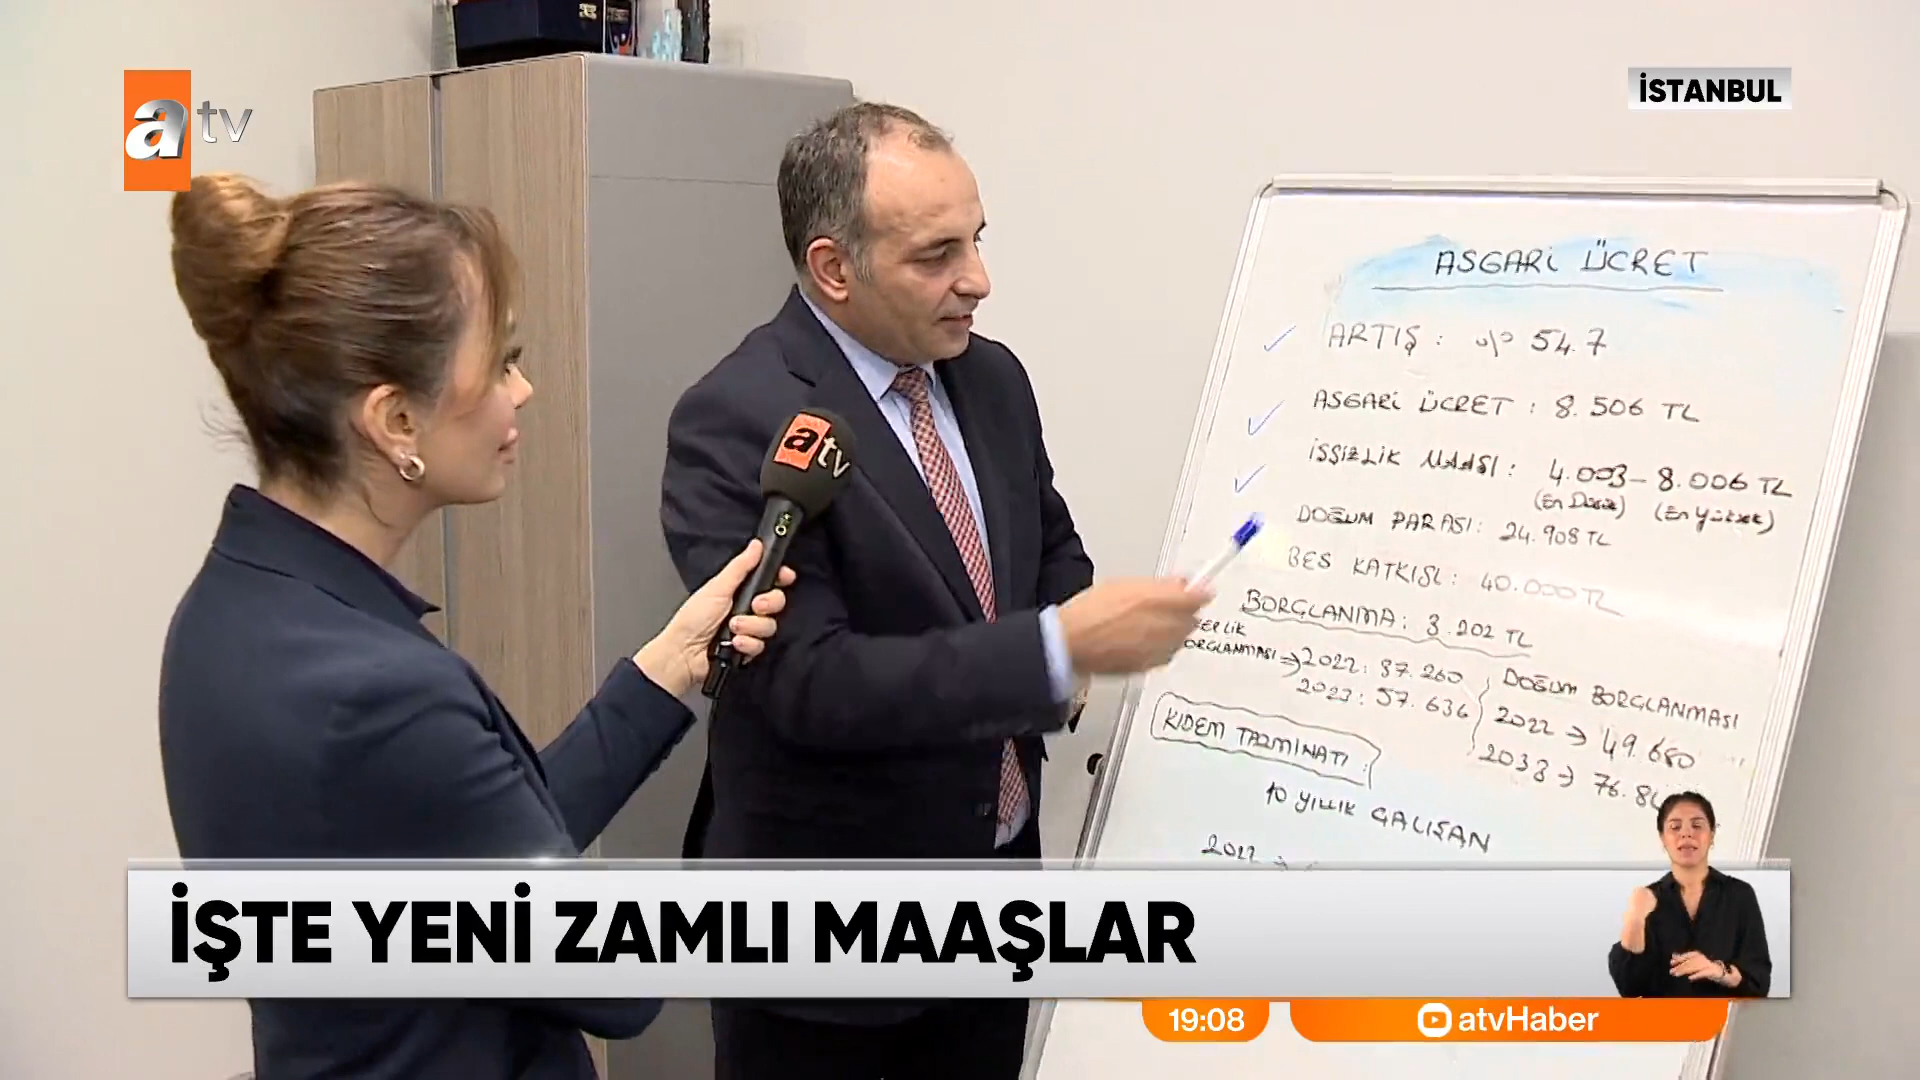 atv
İSTANBUL
ASGARİ ÜCRET
ARTIŞ : % 54.7
ASGARİ ÜCRET : 8.506 TL
İŞSİZLİK MAAŞI : 4.003 - 8.006 TL
(En Düşük) (En Yüksek)
DOĞUM PARASI : 24.908 TL
BES KATKISI : 40.000 TL
BORÇLANMA : 3.202 TL
2022 : 37.260
2023 : 57.636
DOĞUM BORÇLANMASI
2022 → 49.680
2033 → 76.8
KIDEM TAZMİNATI :
10 YILLIK ÇALIŞAN
2022 →
atv
İŞTE YENİ ZAMLI MAAŞLAR
19:08
atvHaber